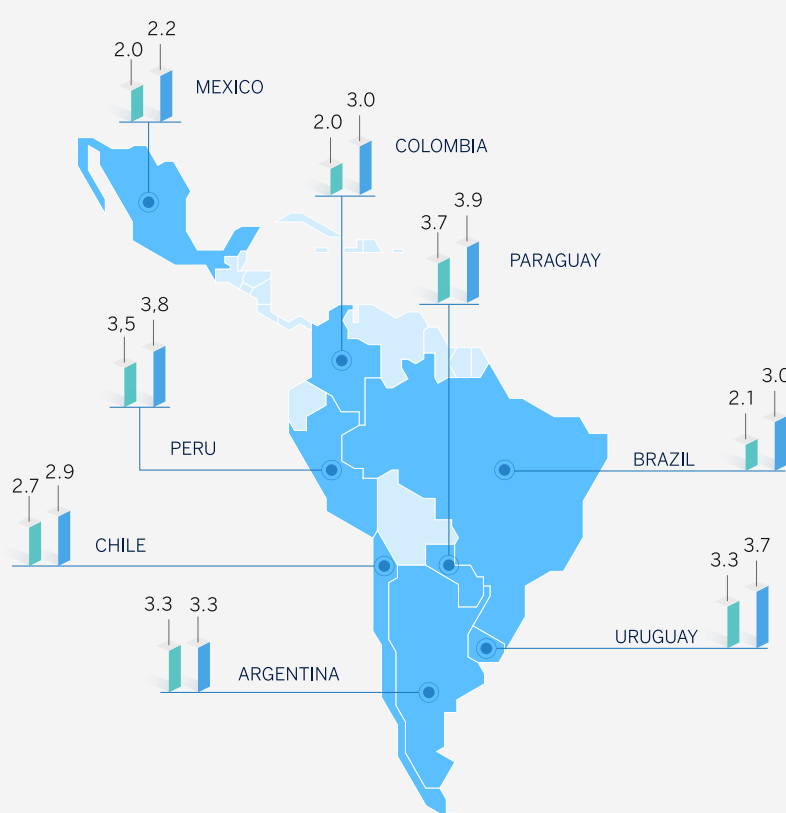 2.0 2.2
MEXICO
2.0 3.0
COLOMBIA
3.7 3.9
PARAGUAY
3,5 3,8
PERU
2.1 3.0
BRAZIL
2.7 2.9
CHILE
3.3 3.7
URUGUAY
3.3 3.3
ARGENTINA